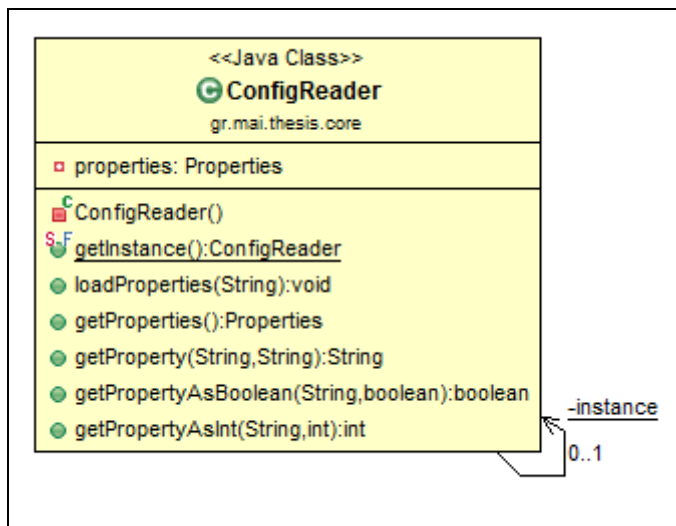 <<Java Class>>
C ConfigReader
gr.mai.thesis.core
properties: Properties
C ConfigReader()
S F getInstance():ConfigReader
loadProperties(String):void
getProperties():Properties
getProperty(String,String):String
getPropertyAsBoolean(String,boolean):boolean
getPropertyAsInt(String,int):int
-instance
0..1